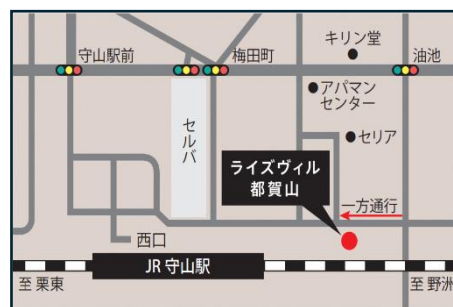 キリン堂
守山駅前
梅田町
油池
アパマン
センター
セルバ
セリア
ライズヴィル
都賀山
一方通行
西口
JR 守山駅
至 栗東
至 野洲